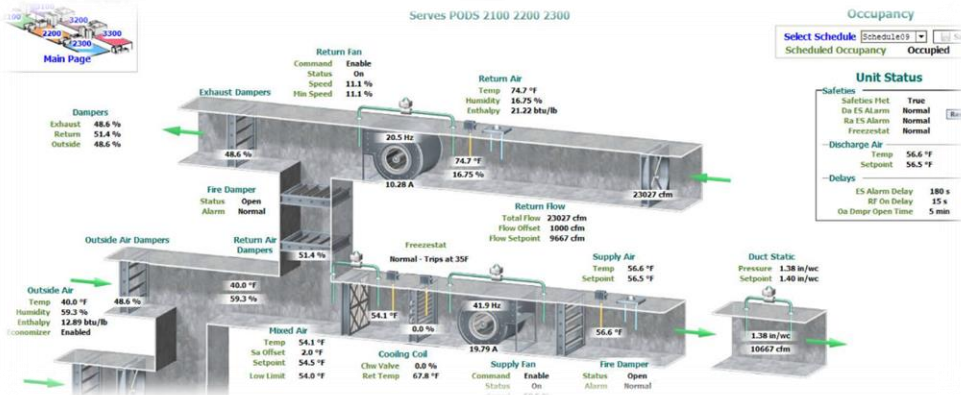 Serves PODS 2100 2200 2300
3200
2200
3300
2300
Main Page
Occupancy
Select Schedule Schedule09
Scheduled Occupancy Occupied
Unit Status
Safeties
Safeties Met True
Da ES Alarm Normal
Ra ES Alarm Normal
Freezestat Normal
Discharge Air
Temp 56.6 °F
Setpoint 56.5 °F
Delays
ES Alarm Delay 180 s
RF On Delay 15 s
Oa Dmpr Open Time 5 min
Return Fan
Command Enable
Status On
Speed 11.1 %
Min Speed 11.1 %
Return Air
Temp 74.7 °F
Humidity 16.75 %
Enthalpy 21.22 btu/lb
Exhaust Dampers
Dampers
Exhaust 48.6 %
Return 51.4 %
Outside 48.6 %
20.5 Hz
48.6 %
74.7 °F
16.75 %
10.28 A
23027 cfm
Fire Damper
Status Open
Alarm Normal
Return Flow
Total Flow 23027 cfm
Flow Offset 1000 cfm
Flow Setpoint 9667 cfm
Outside Air Dampers
Return Air
Dampers
51.4 %
Freezestat
Normal - Trips at 35F
Supply Air
Temp 56.6 °F
Setpoint 56.5 °F
Duct Static
Pressure 1.38 in/wc
Setpoint 1.40 in/wc
Outside Air
Temp 40.0 °F
Humidity 59.3 %
Enthalpy 12.89 btu/lb
Economizer Enabled
40.0 °F
48.6 %
59.3 %
54.1 °F
0.0 %
41.9 Hz
19.79 A
56.6 °F
1.38 in/wc
10667 cfm
Mixed Air
Temp 54.1 °F
Sa Offset 2.0 °F
Setpoint 54.5 °F
Low Limit 54.0 °F
Cooilng Coil
Chw Valve 0.0 %
Ret Temp 67.8 °F
Supply Fan
Command Enable
Status On
Fire Damper
Status Open
Alarm Normal